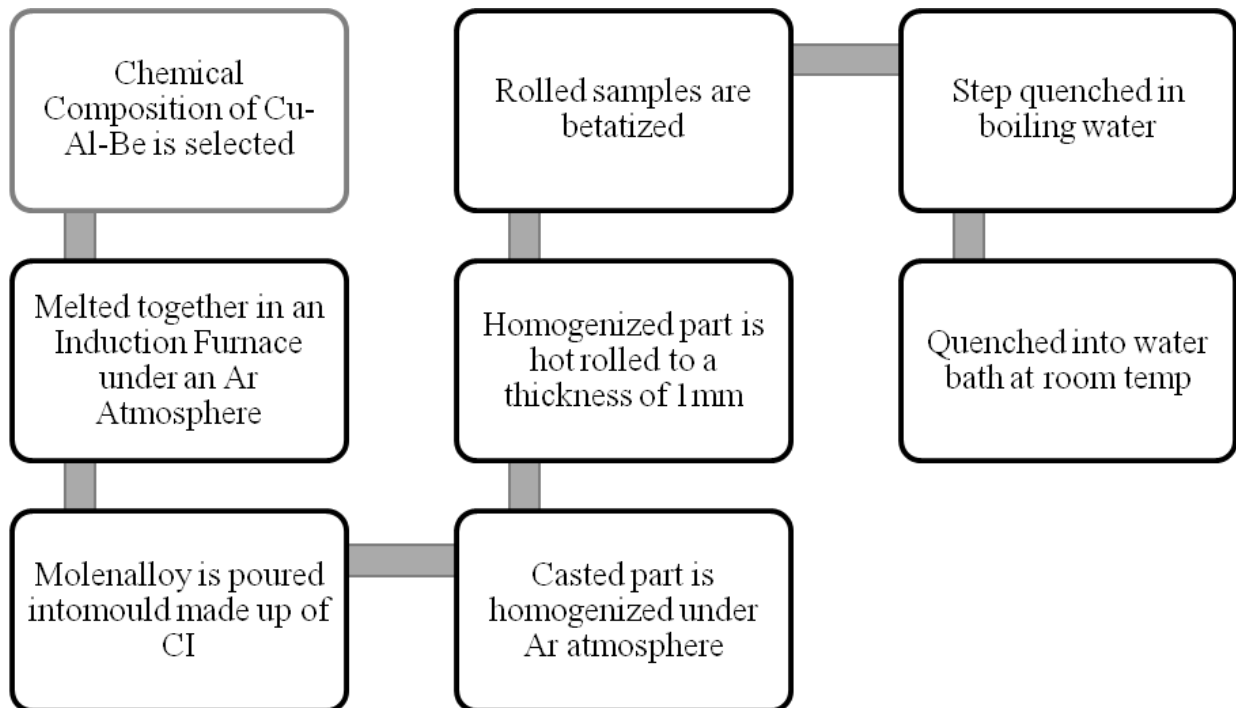 Chemical
Composition of Cu-
Al-Be is selected
Melted together in an
Induction Furnace
under an Ar
Atmosphere
Molenalloy is poured
intomould made up of
CI
Casted part is
homogenized under
Ar atmosphere
Homogenized part is
hot rolled to a
thickness of 1mm
Rolled samples are
betatized
Step quenched in
boiling water
Quenched into water
bath at room temp